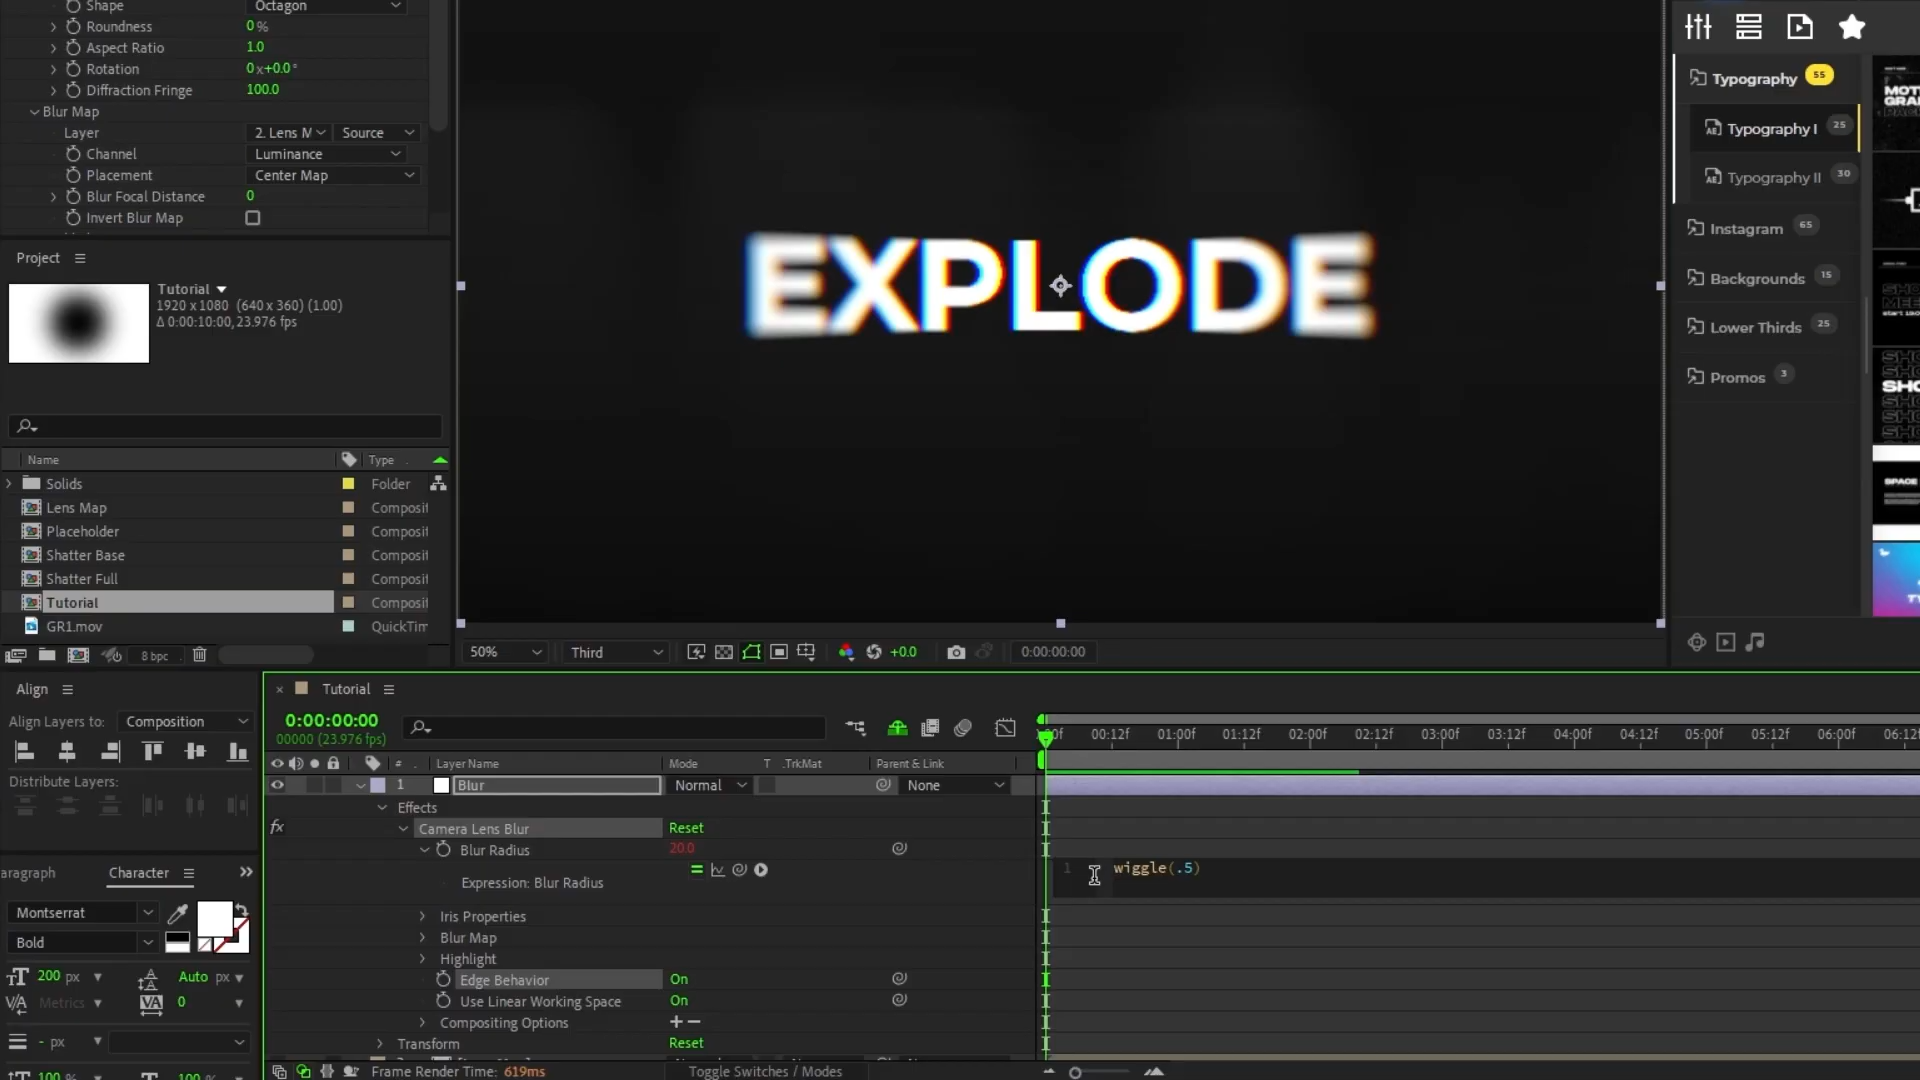 Shape Octagon
Roundness 0 %
Aspect Ratio 1.0
Rotation 0 x+0.0 °
Diffraction Fringe 100.0
Blur Map
Layer 2. Lens M Source
Channel Luminance
Placement Center Map
Blur Focal Distance 0
Invert Blur Map
Project
Tutorial
1920 x 1080 (640 x 360) (1.00)
Δ 0:00:10:00, 23.976 fps
Name Type
Solids Folder
Lens Map Composit
Placeholder Composit
Shatter Base Composit
Shatter Full Composit
Tutorial Composit
GR1.mov QuickTim
8 bpc
EXPLODE
50% Third +0.0 0:00:00:00
Typography 55
Typography I 25
Typography II 30
Instagram 65
Backgrounds 15
Lower Thirds 25
Promos 3
Align
Align Layers to: Composition
Distribute Layers:
aragraph Character
Montserrat
Bold
200 px Auto px
Metrics 0
- px
100 % 100 %
Tutorial
0:00:00:00
00000 (23.976 fps)
# Layer Name Mode T .TrkMat Parent & Link
1 Blur Normal None
Effects
fx Camera Lens Blur Reset
Blur Radius 20.0
Expression: Blur Radius
Iris Properties
Blur Map
Highlight
Edge Behavior On
Use Linear Working Space On
Compositing Options
Transform Reset
Frame Render Time: 619ms Toggle Switches / Modes
00f 00:12f 01:00f 01:12f 02:00f 02:12f 03:00f 03:12f 04:00f 04:12f 05:00f 05:12f 06:00f 06:12
1 wiggle(.5)